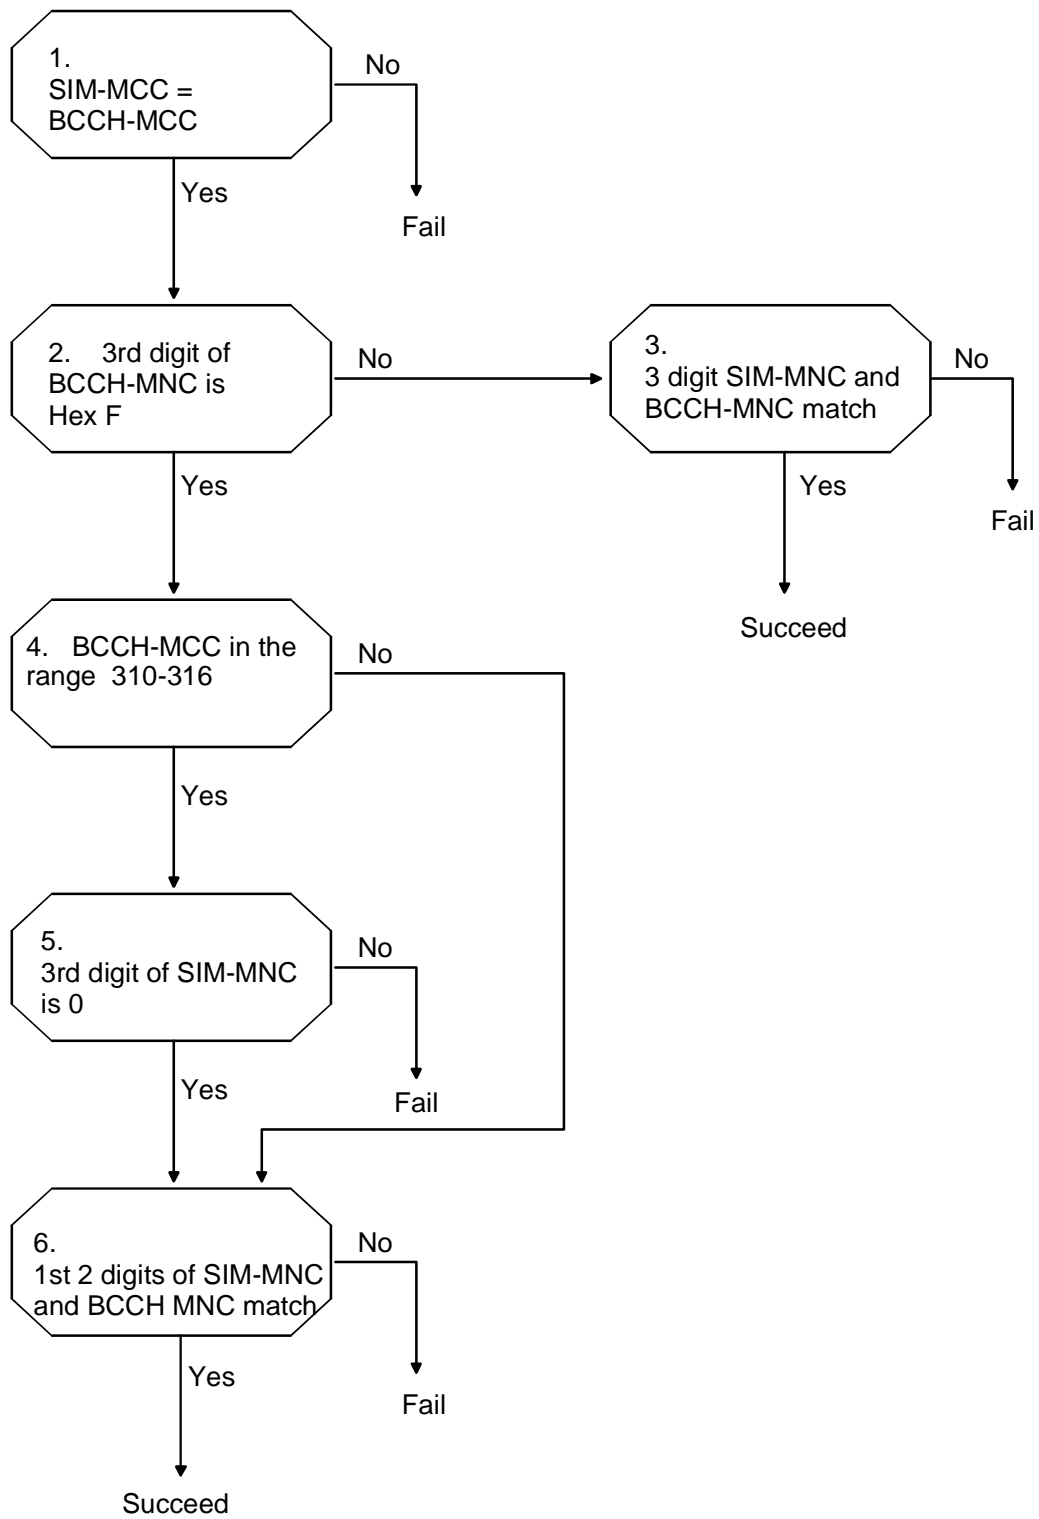 1.
SIM-MCC =
BCCH-MCC
No
Fail
Yes
2. 3rd digit of
BCCH-MNC is
Hex F
No
3.
3 digit SIM-MNC and
BCCH-MNC match
No
Fail
Yes
Succeed
Yes
4. BCCH-MCC in the
range 310-316
No
Yes
5.
3rd digit of SIM-MNC
is 0
No
Fail
Yes
6.
1st 2 digits of SIM-MNC
and BCCH MNC match
No
Fail
Yes
Succeed